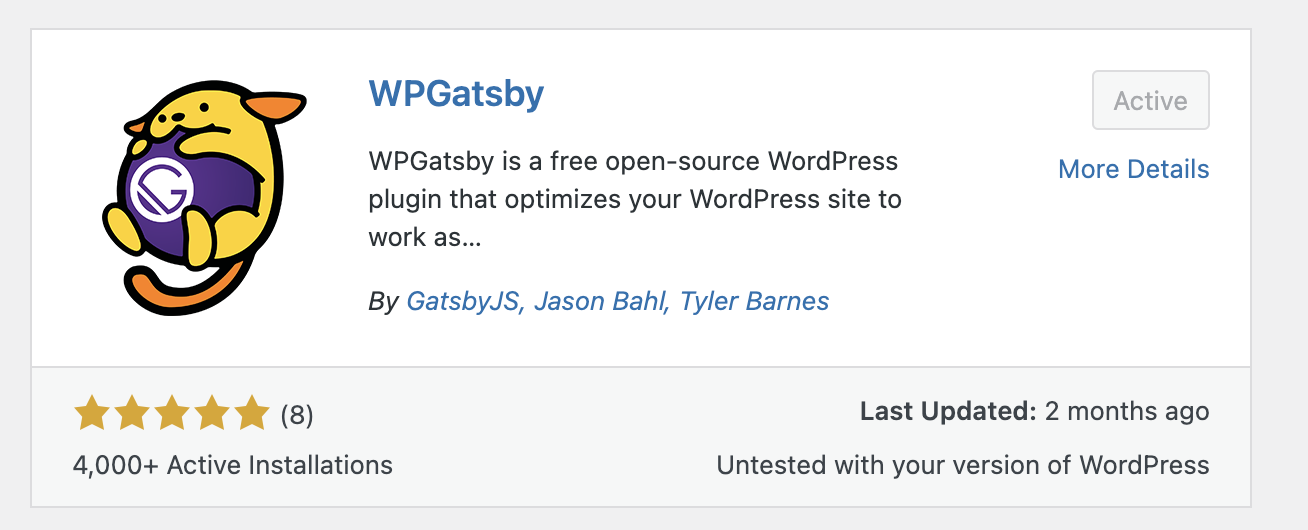 WPGatsby
Active
More Details
WPGatsby is a free open-source WordPress
plugin that optimizes your WordPress site to
work as...
By GatsbyJS, Jason Bahl, Tyler Barnes
(8)
4,000+ Active Installations
Last Updated: 2 months ago
Untested with your version of WordPress